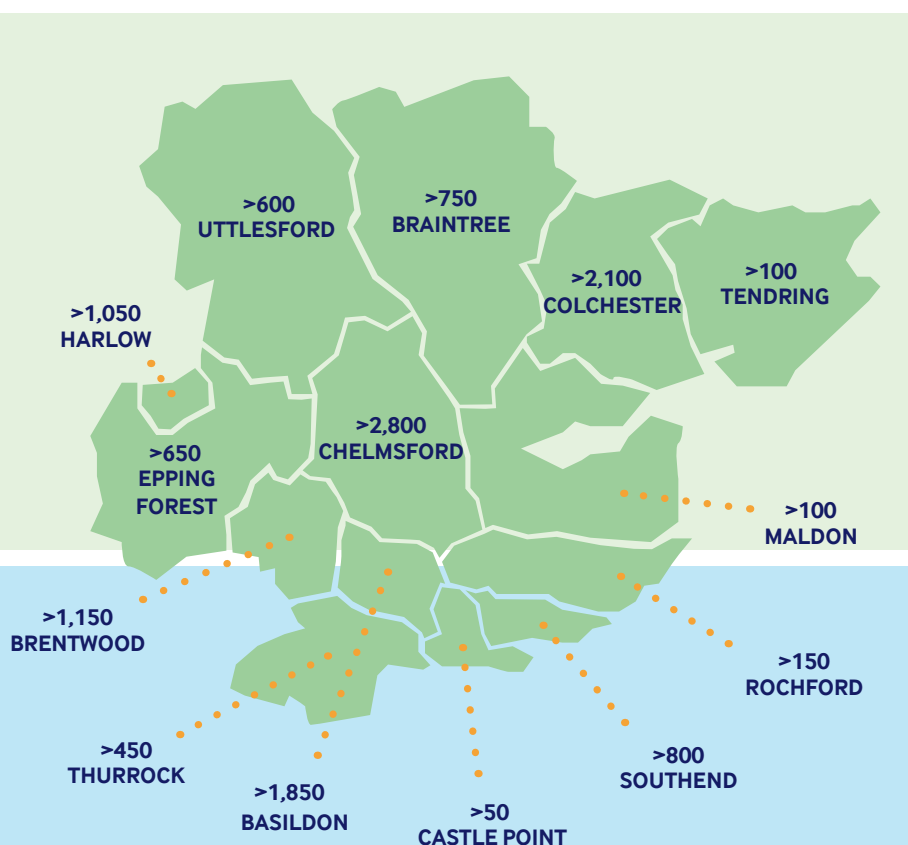 >600
UTTLESFORD
>750
BRAINTREE
>2,100
COLCHESTER
>100
TENDRING
>1,050
HARLOW
>650
EPPING
FOREST
>2,800
CHELMSFORD
>100
MALDON
>1,150
BRENTWOOD
>150
ROCHFORD
>450
THURROCK
>1,850
BASILDON
>50
CASTLE POINT
>800
SOUTHEND